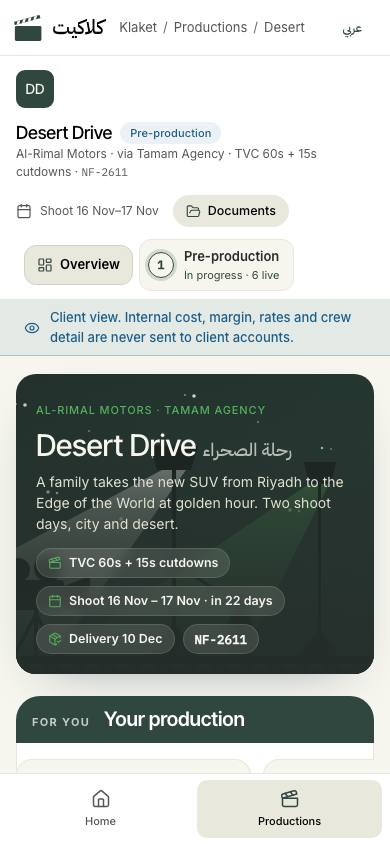 كلاكيت Klaket / Productions / Desert عربي
DD
Desert Drive Pre-production
Al-Rimal Motors · via Tamam Agency · TVC 60s + 15s
cutdowns · NF-2611
Shoot 16 Nov–17 Nov Documents
Overview 1 Pre-production
In progress · 6 live
Client view. Internal cost, margin, rates and crew
detail are never sent to client accounts.
AL-RIMAL MOTORS · TAMAM AGENCY
Desert Drive رحلة الصحراء
A family takes the new SUV from Riyadh to the
Edge of the World at golden hour. Two shoot
days, city and desert.
TVC 60s + 15s cutdowns
Shoot 16 Nov – 17 Nov · in 22 days
Delivery 10 Dec NF-2611
FOR YOU Your production
Home Productions